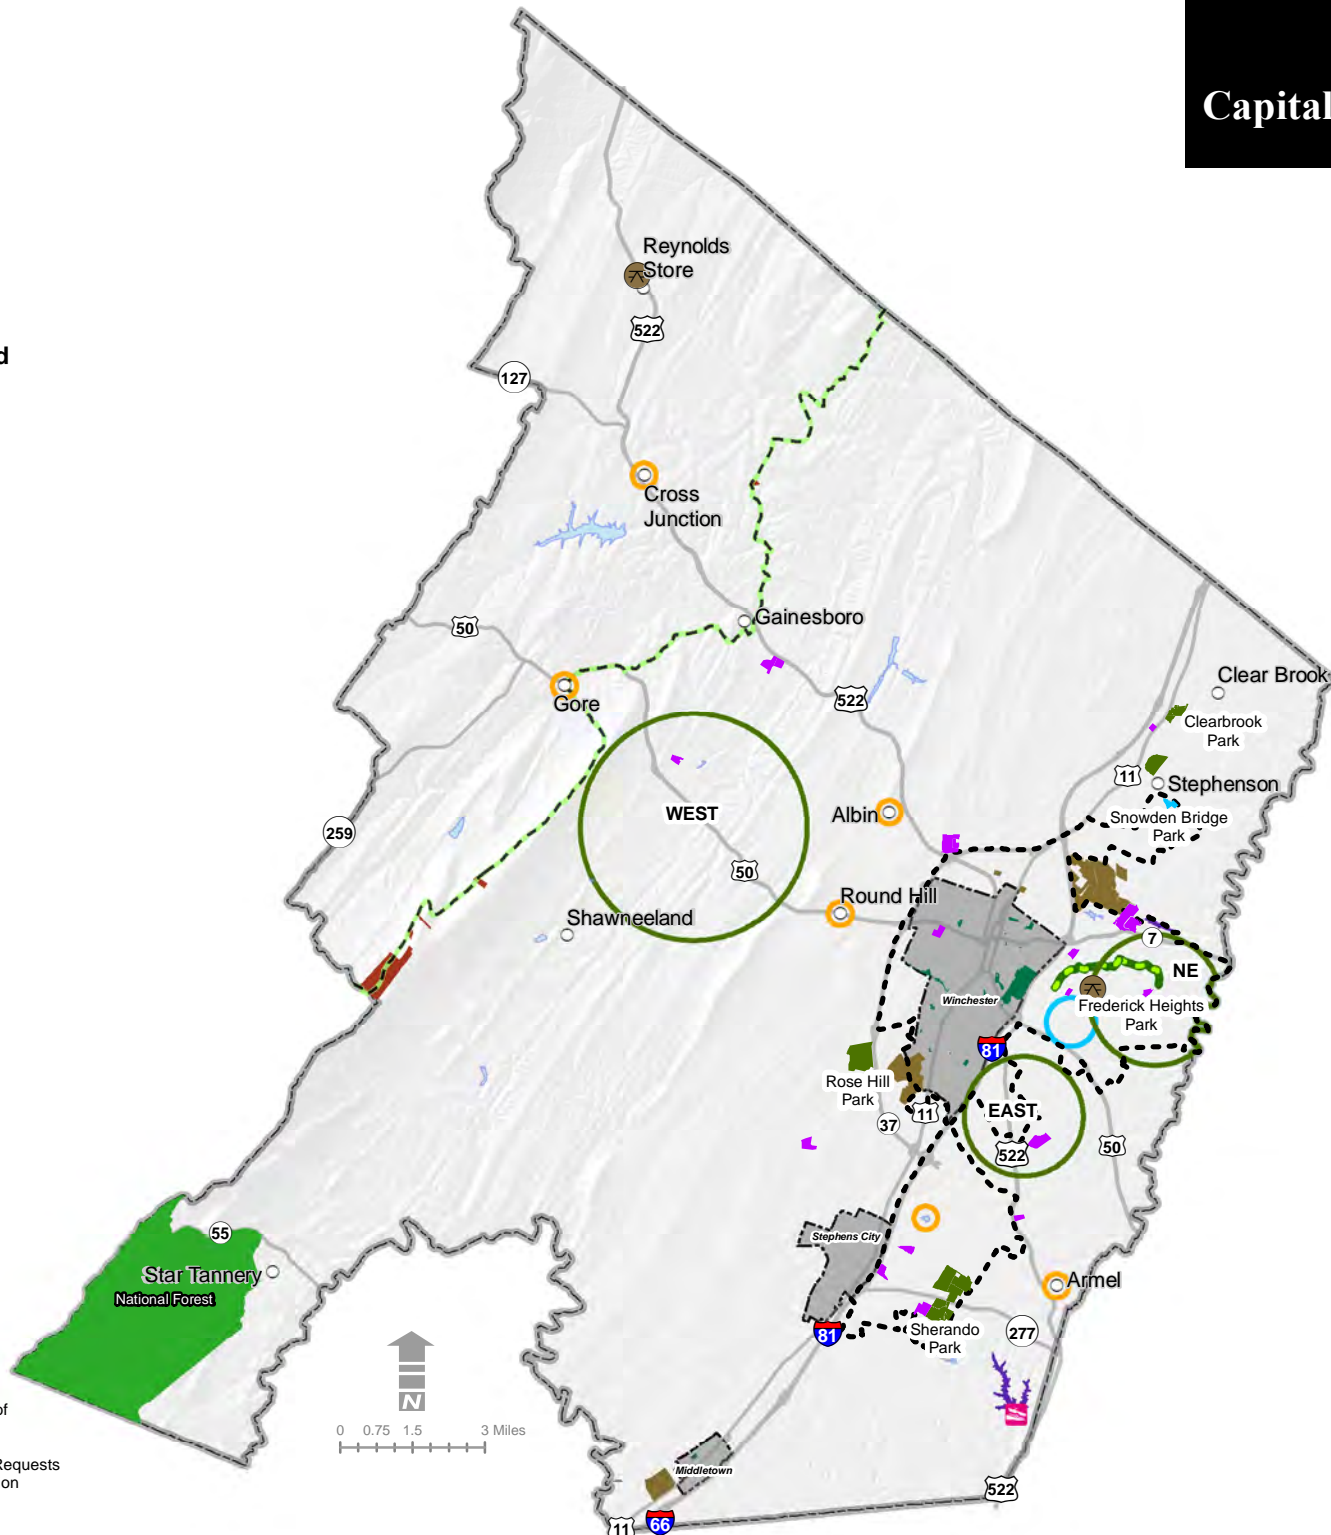 Capital
Reynolds
Store
522
d
127
Cross
Junction
50
Gainesboro
Gore
522
Clear Brook
Clearbrook
Park
11
Stephenson
Snowden Bridge
Park
WEST
Albin
259
50
Round Hill
Shawneeland
7
NE
Winchester
Frederick Heights
Park
81
Rose Hill
Park
37
11
EAST
522
50
55
Stephens City
Star Tannery
National Forest
Armel
81
Sherando
Park
277
N
0 0.75 1.5 3 Miles
of
Requests
on
Middletown
522
11
66